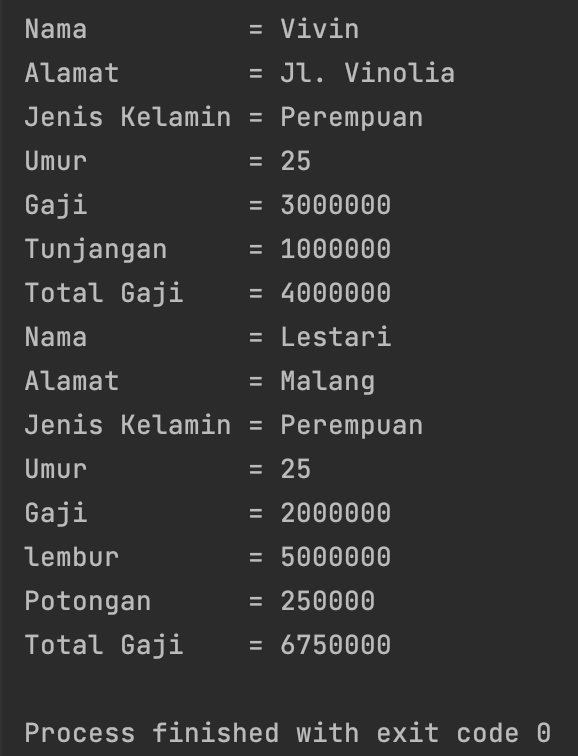 Nama          = Vivin
Alamat        = Jl. Vinolia
Jenis Kelamin = Perempuan
Umur          = 25
Gaji          = 3000000
Tunjangan     = 1000000
Total Gaji    = 4000000
Nama          = Lestari
Alamat        = Malang
Jenis Kelamin = Perempuan
Umur          = 25
Gaji          = 2000000
lembur        = 5000000
Potongan      = 250000
Total Gaji    = 6750000
Process finished with exit code 0